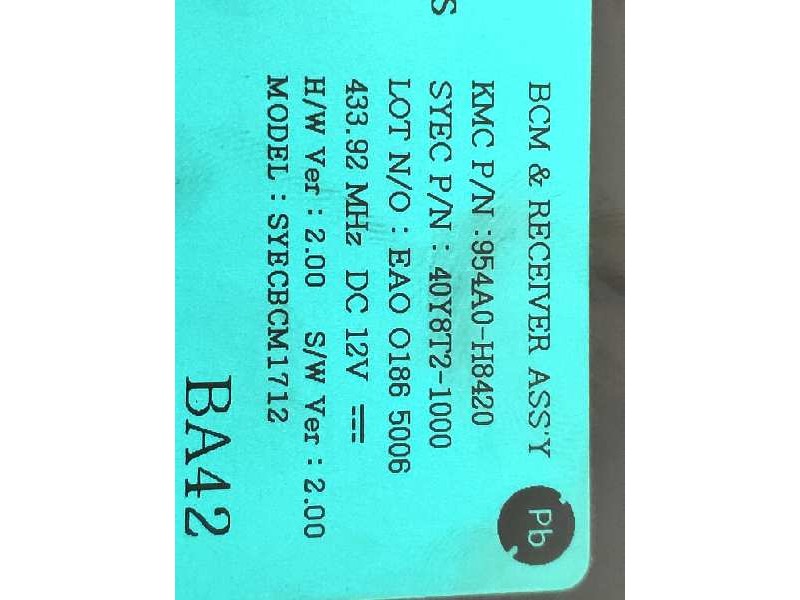 S
BCM & RECEIVER ASS'Y
KMC P/N :954A0-H8420
SYEC P/N : 40Y8T2-1000
LOT N/O : EAO O186 5006
433.92 MHz DC 12V
H/W Ver : 2.00 S/W Ver : 2.00
MODEL : SYECBCM1712
Pb
BA42